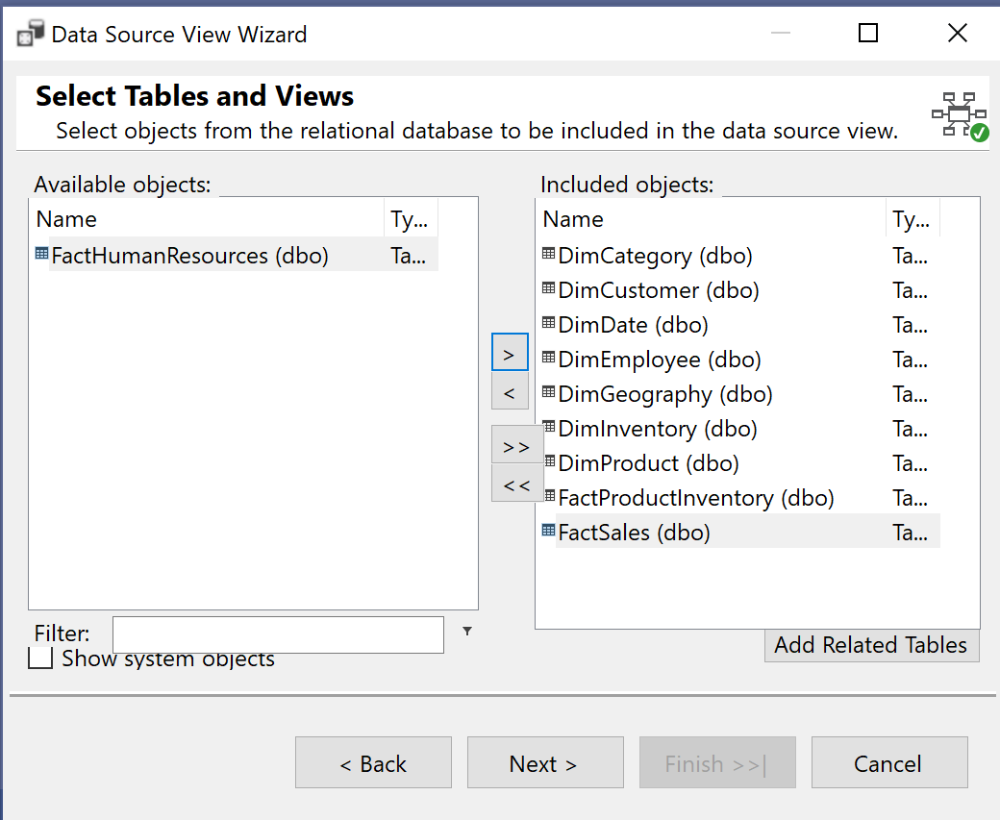 Data Source View Wizard
Select Tables and Views
Select objects from the relational database to be included in the data source view.
Available objects:
Name Ty...
FactHumanResources (dbo) Ta...
Filter:
Show system objects
>
<
>>
<<
Included objects:
Name Ty...
DimCategory (dbo) Ta...
DimCustomer (dbo) Ta...
DimDate (dbo) Ta...
DimEmployee (dbo) Ta...
DimGeography (dbo) Ta...
DimInventory (dbo) Ta...
DimProduct (dbo) Ta...
FactProductInventory (dbo) Ta...
FactSales (dbo) Ta...
Add Related Tables
< Back Next > Finish >>| Cancel